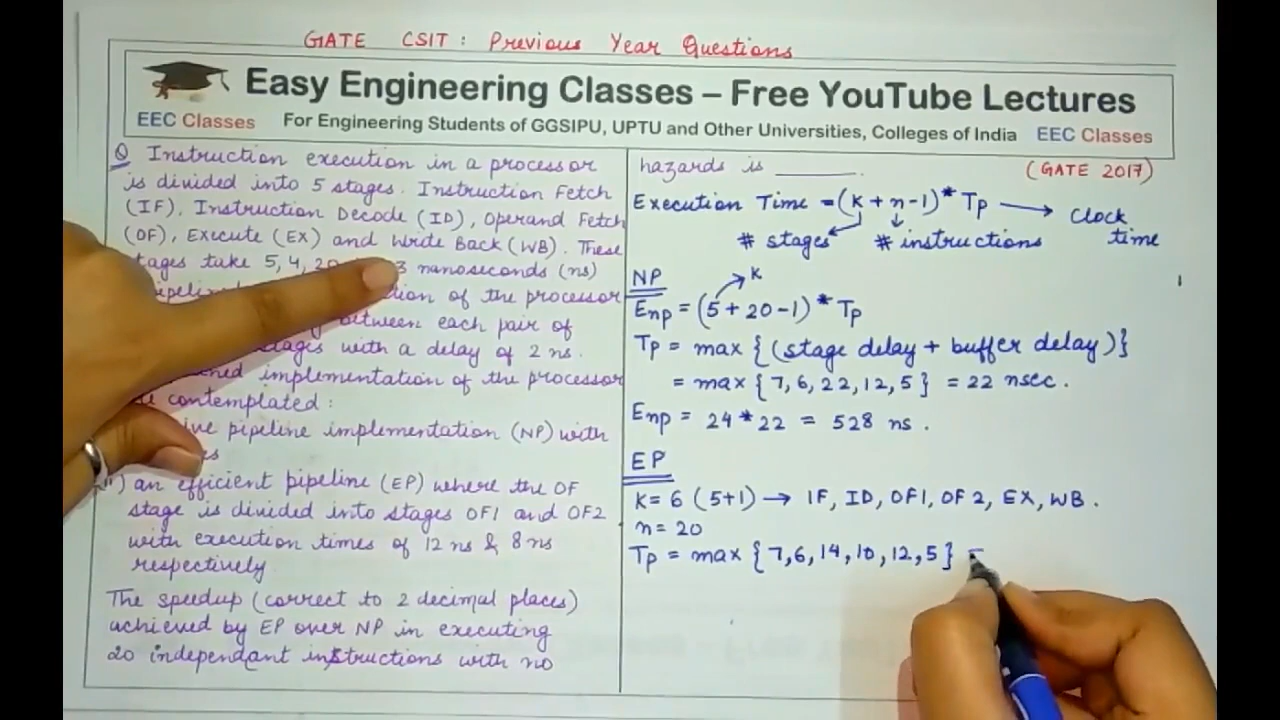 GATE CSIT : Previous Year Questions
Easy Engineering Classes – Free YouTube Lectures
EEC Classes For Engineering Students of GGSIPU, UPTU and Other Universities, Colleges of India EEC Classes
Q Instruction execution in a processor
is divided into 5 stages. Instruction Fetch
(IF), Instruction Decode (ID), Operand Fetch
(OF), Execute (EX) and Write Back (WB). These
take 5, 4, 3 nanoseconds (ns)
of the processor
between each pair of
with a delay of 2 ns.
implementation of the processor
contemplated :
pipeline implementation (NP) with
an efficient pipeline (EP) where the OF
stage is divided into stages OF1 and OF2
with execution times of 12 ns & 8 ns
respectively
The speedup (correct to 2 decimal places)
achieved by EP over NP in executing
20 independant instructions with no
hazards is ______. (GATE 2017)
Execution Time = (K + n - 1) * Tp → Clock time
# stages # instructions
NP → K
Enp = (5 + 20 - 1) * Tp
Tp = max {(stage delay + buffer delay)}
= max {7, 6, 22, 12, 5} = 22 nsec.
Enp = 24 * 22 = 528 ns.
EP
K = 6 (5+1) → IF, ID, OF1, OF2, EX, WB.
n = 20
Tp = max {7, 6, 14, 10, 12, 5}